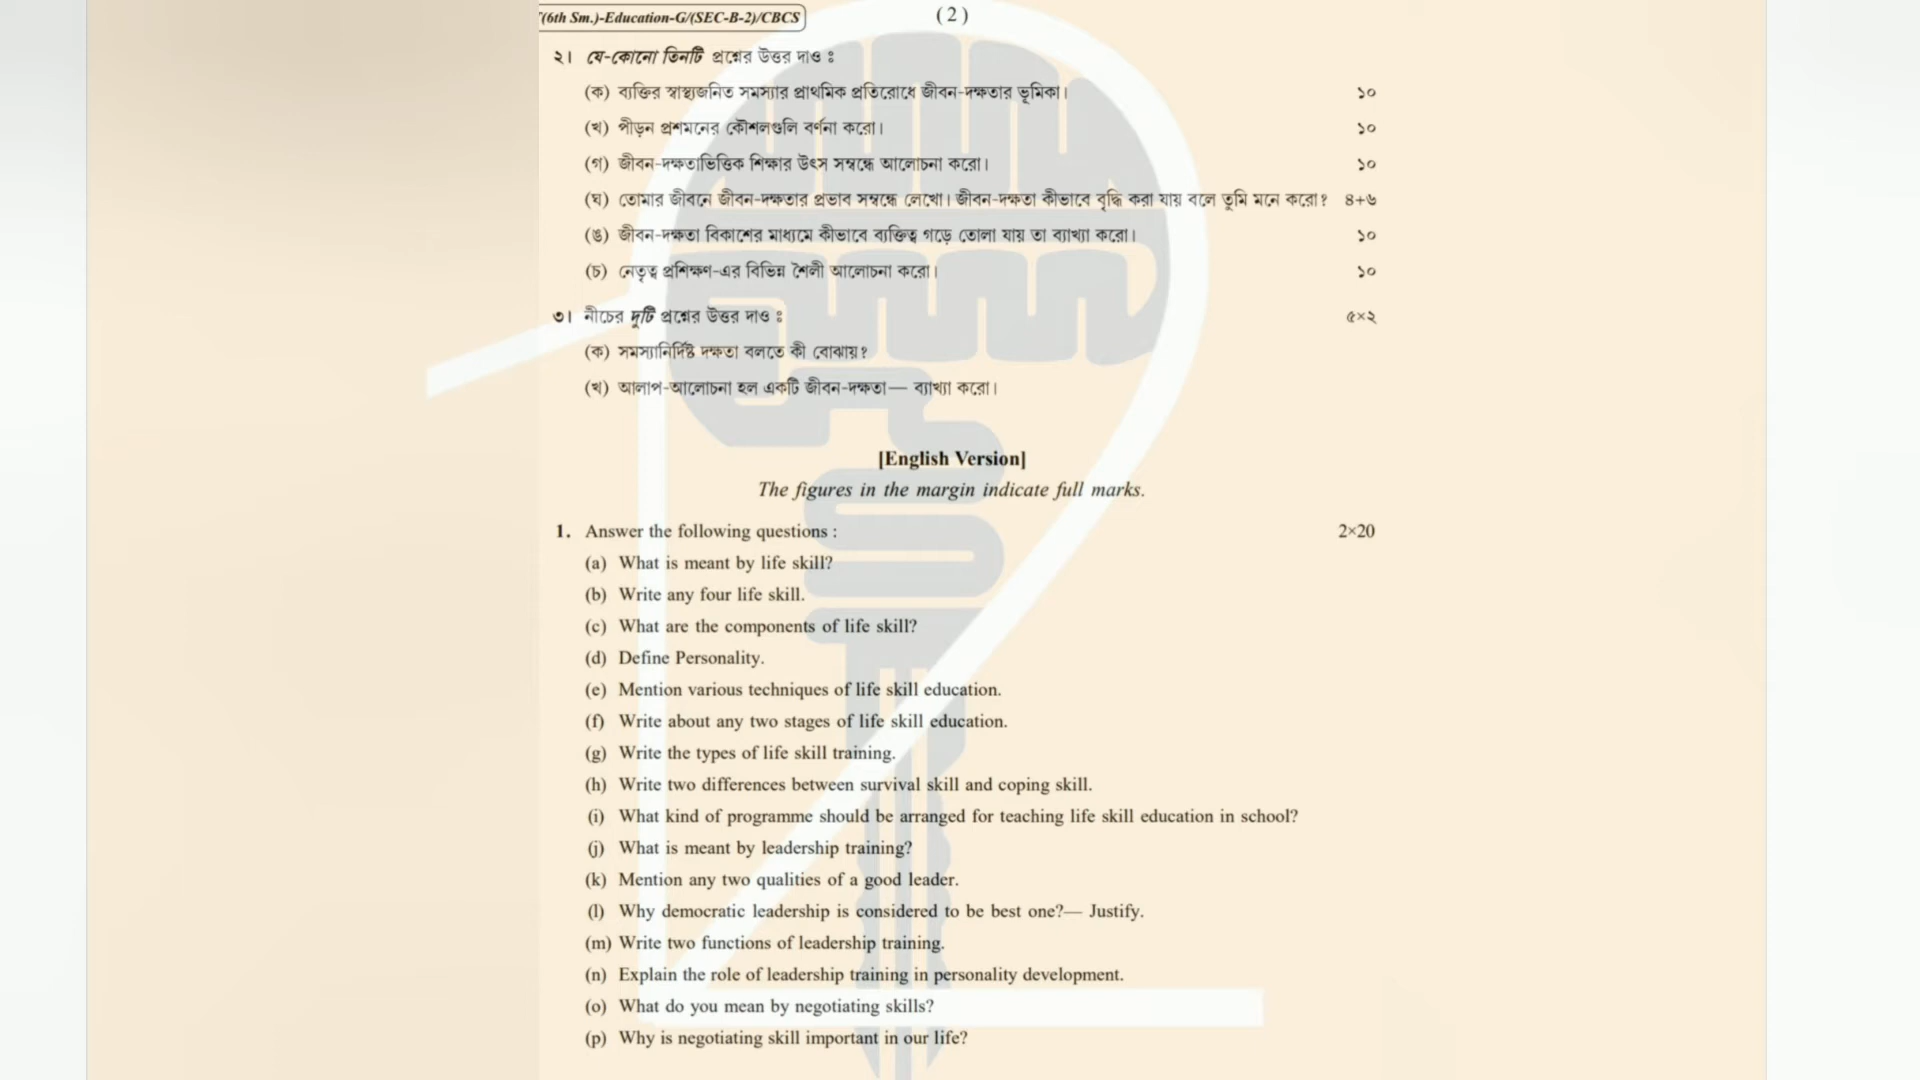 (6th Sm.)-Education-G/(SEC-B-2)/CBCS
(2)
২। যে-কোনো তিনটি প্রশ্নের উত্তর দাও ঃ
(ক) ব্যক্তির স্বাস্থ্যজনিত সমস্যার প্রাথমিক প্রতিরোধে জীবন-দক্ষতার ভূমিকা। ১০
(খ) পীড়ন প্রশমনের কৌশলগুলি বর্ণনা করো। ১০
(গ) জীবন-দক্ষতাভিত্তিক শিক্ষার উৎস সম্বন্ধে আলোচনা করো। ১০
(ঘ) তোমার জীবনে জীবন-দক্ষতার প্রভাব সম্বন্ধে লেখো। জীবন-দক্ষতা কীভাবে বৃদ্ধি করা যায় বলে তুমি মনে করো? ৪+৬
(ঙ) জীবন-দক্ষতা বিকাশের মাধ্যমে কীভাবে ব্যক্তিত্ব গড়ে তোলা যায় তা ব্যাখ্যা করো। ১০
(চ) নেতৃত্ব প্রশিক্ষণ-এর বিভিন্ন শৈলী আলোচনা করো। ১০
৩। নীচের দুটি প্রশ্নের উত্তর দাও ঃ ৫×২
(ক) সমস্যানির্দিষ্ট দক্ষতা বলতে কী বোঝায়?
(খ) আলাপ-আলোচনা হল একটি জীবন-দক্ষতা— ব্যাখ্যা করো।
[English Version]
The figures in the margin indicate full marks.
1. Answer the following questions : 2×20
(a) What is meant by life skill?
(b) Write any four life skill.
(c) What are the components of life skill?
(d) Define Personality.
(e) Mention various techniques of life skill education.
(f) Write about any two stages of life skill education.
(g) Write the types of life skill training.
(h) Write two differences between survival skill and coping skill.
(i) What kind of programme should be arranged for teaching life skill education in school?
(j) What is meant by leadership training?
(k) Mention any two qualities of a good leader.
(l) Why democratic leadership is considered to be best one?— Justify.
(m) Write two functions of leadership training.
(n) Explain the role of leadership training in personality development.
(o) What do you mean by negotiating skills?
(p) Why is negotiating skill important in our life?